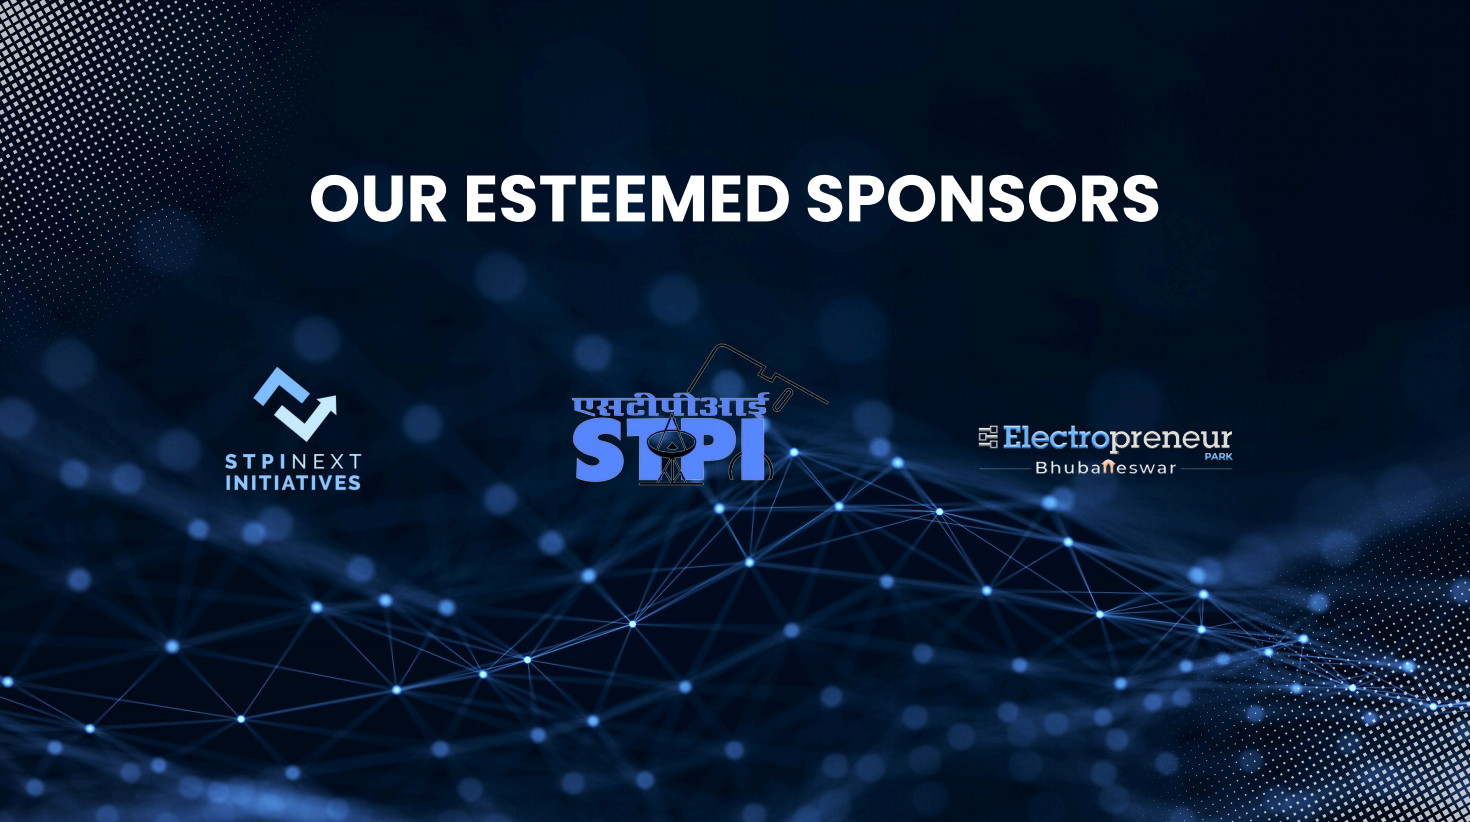 OUR ESTEEMED SPONSORS
STPINEXT
INITIATIVES
एसटीपीआई
STPI
Electropreneur
PARK
Bhubaneswar